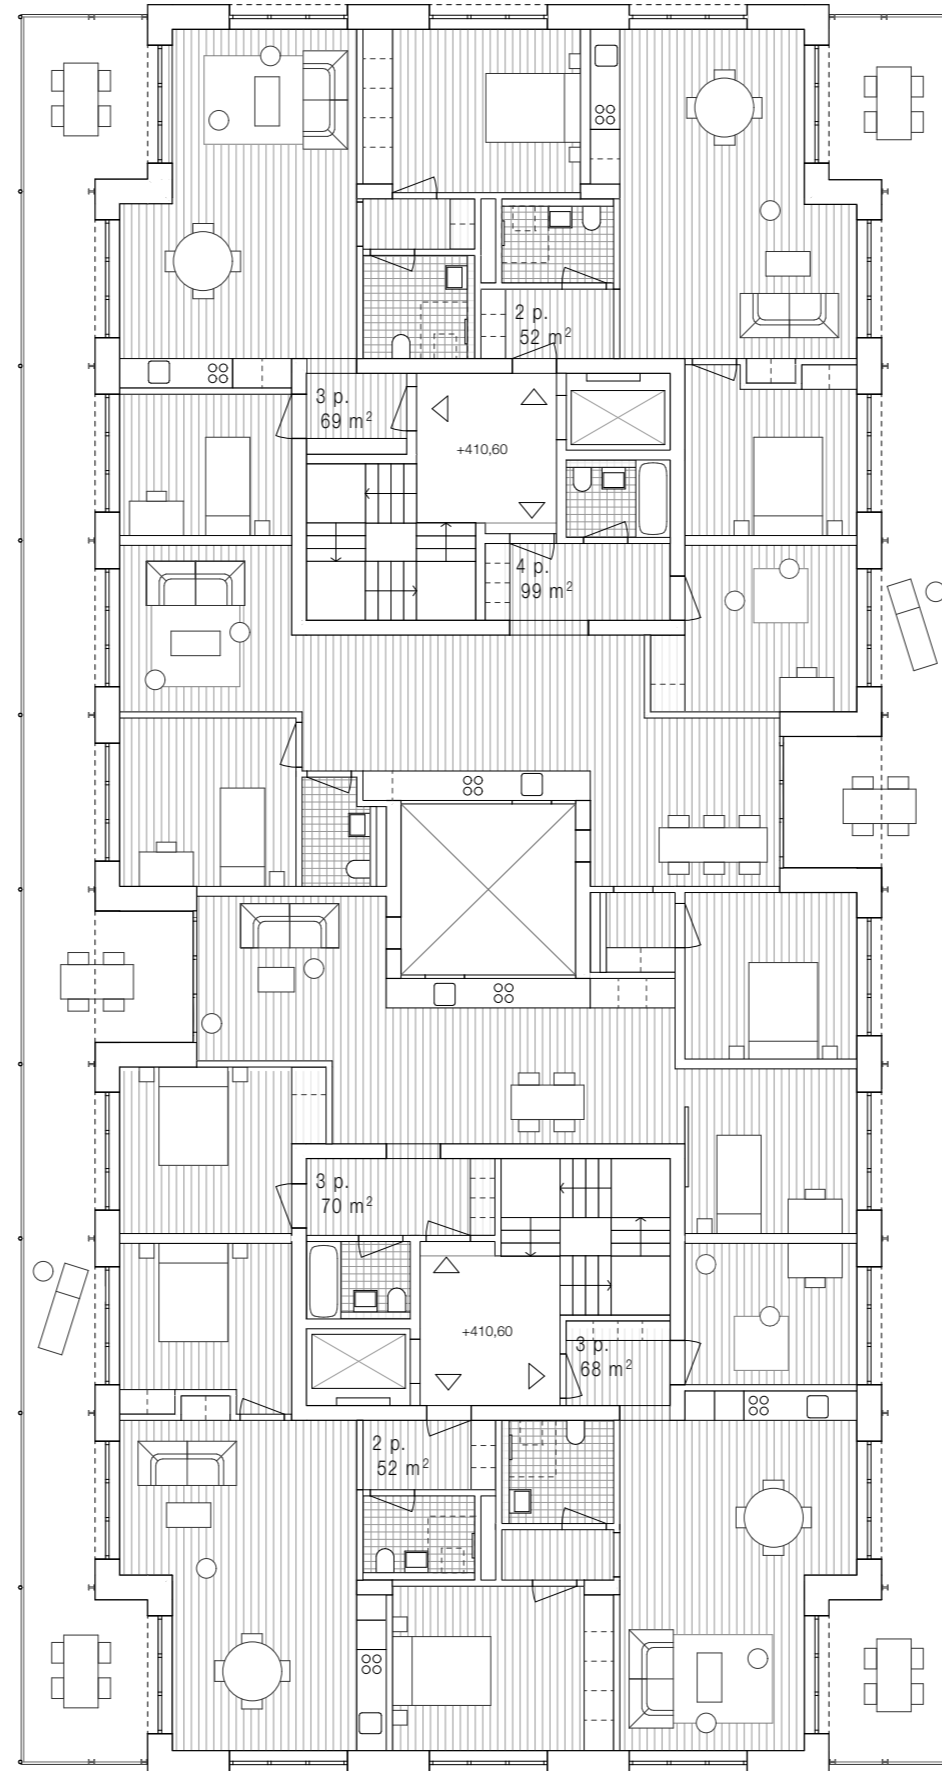 2 p.
52 m²
3 p.
69 m²
+410,60
4 p.
99 m²
3 p.
70 m²
+410,60
3 p.
68 m²
2 p.
52 m²